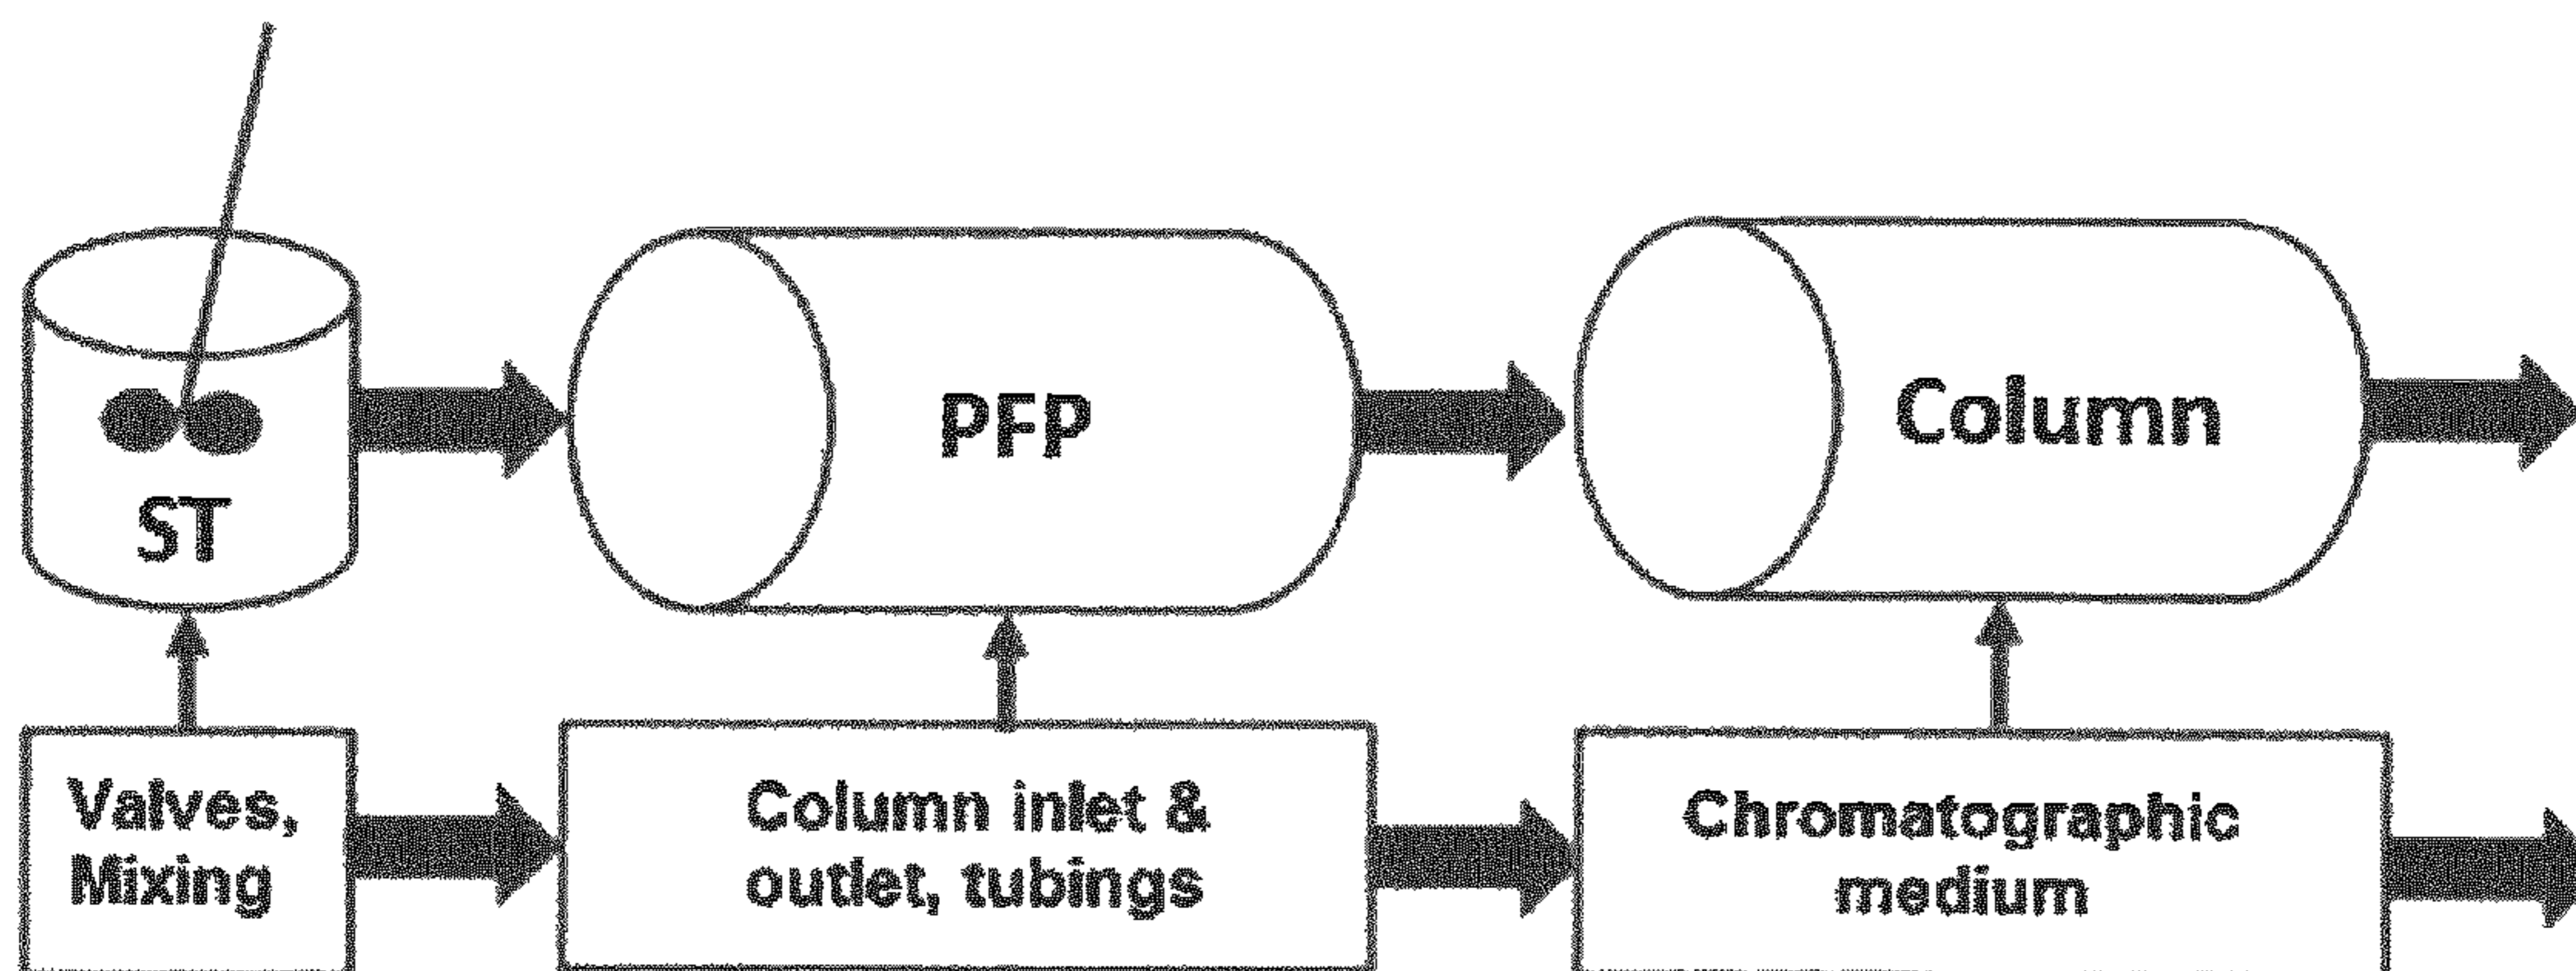 ST
PFP
Column
Valves,
Mixing
Column inlet &
outlet, tubings
Chromatographic
medium